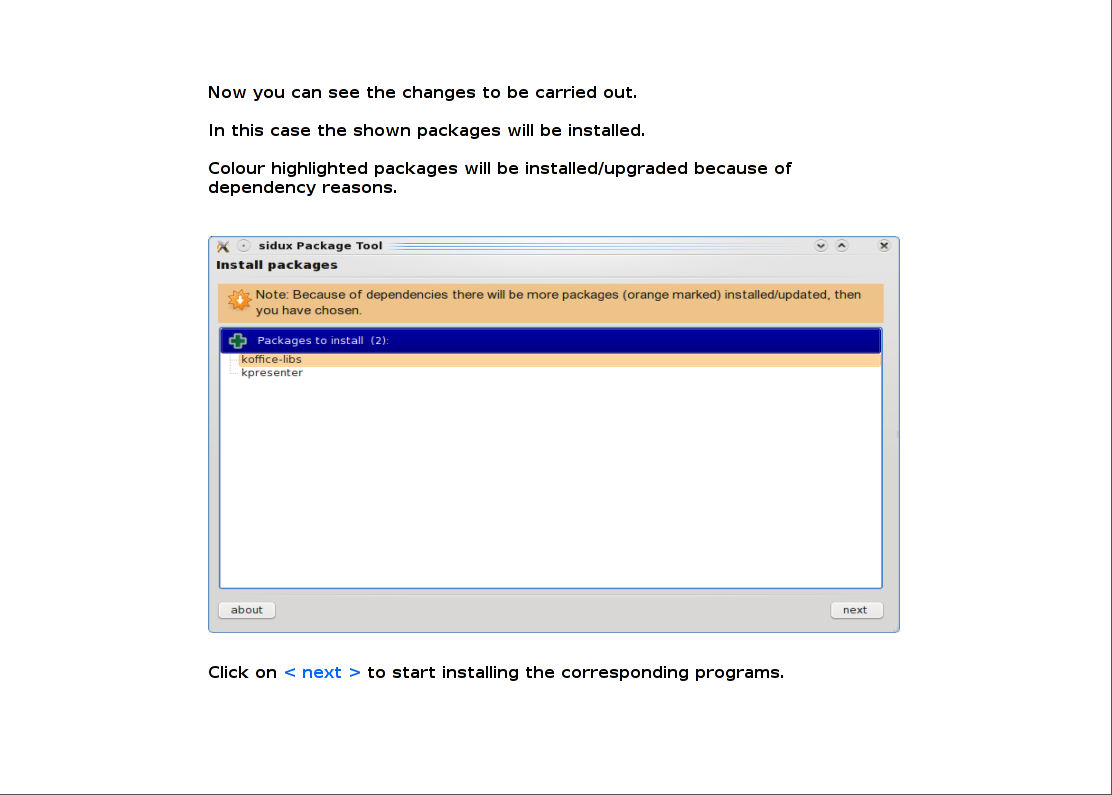 Now you can see the changes to be carried out.
In this case the shown packages will be installed.
Colour highlighted packages will be installed/upgraded because of
dependency reasons.
sidux Package Tool
Install packages
Note: Because of dependencies there will be more packages (orange marked) installed/updated, then
you have chosen.
Packages to install (2):
koffice-libs
kpresenter
about
next
Click on < next > to start installing the corresponding programs.